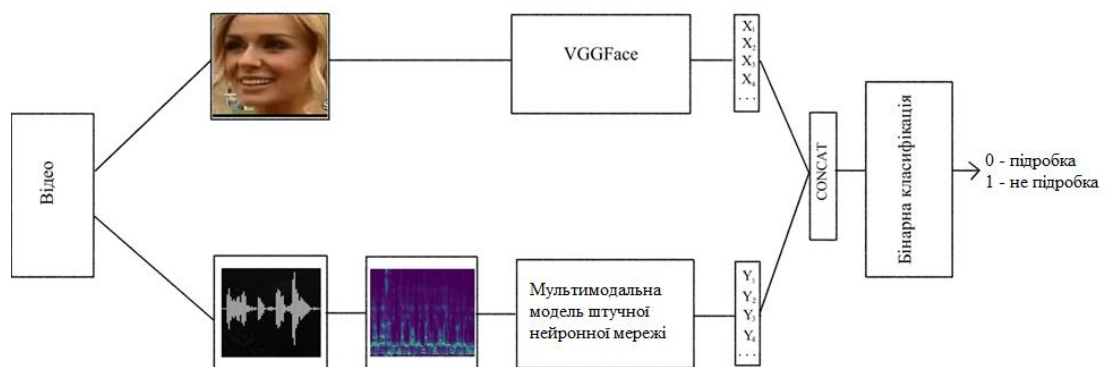 Відео
VGGFace
X₁
X₂
X₃
X₄
...
Мультимодальна
модель штучної
нейронної мережі
Y₁
Y₂
Y₃
Y₄
...
CONCAT
Бінарна класифікація
0 - підробка
1 - не підробка